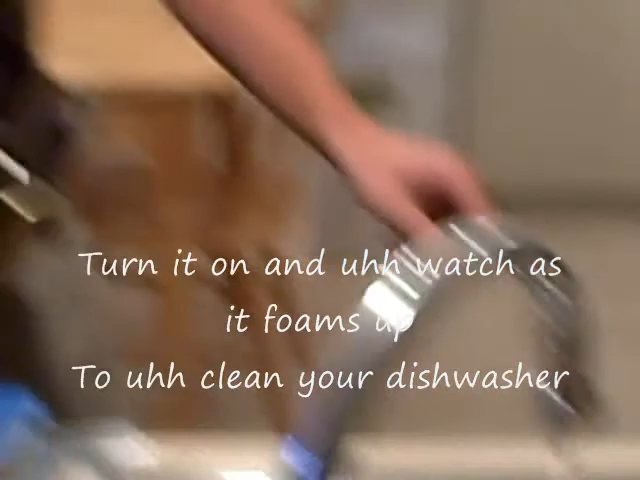 Turn it on and uhh watch as
it foams up
To uhh clean your dishwasher